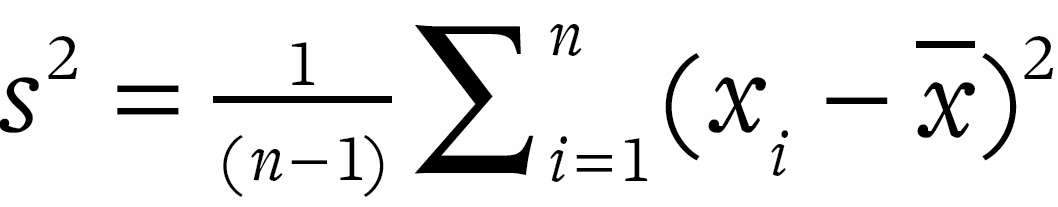 s² = 1/(n−1) ∑ⁿᵢ₌₁ (xᵢ − x̅)²